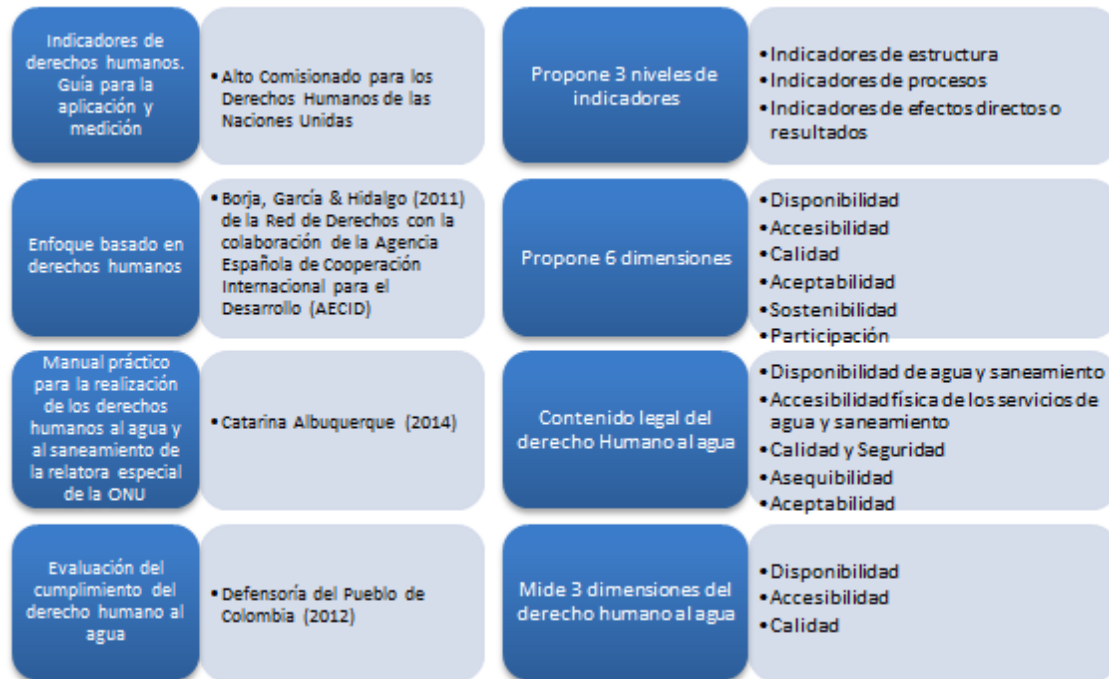 Indicadores de
derechos humanos.
Guía para la
aplicación y
medición
•Alto Comisionado para los
Derechos Humanos de las
Naciones Unidas
Propone 3 niveles de
indicadores
•Indicadores de estructura
•Indicadores de procesos
•Indicadores de efectos directos o
resultados
Enfoque basado en
derechos humanos
•Borja, García & Hidalgo (2011)
de la Red de Derechos con la
colaboración de la Agencia
Española de Cooperación
Internacional para el
Desarrollo (AECID)
Propone 6 dimensiones
•Disponibilidad
•Accesibilidad
•Calidad
•Aceptabilidad
•Sostenibilidad
•Participación
Manual práctico
para la realización
de los derechos
humanos al agua y
al saneamiento de
la relatora especial
de la ONU
•Catarina Albuquerque (2014)
Contenido legal del
derecho Humano al agua
•Disponibilidad de agua y saneamiento
•Accesibilidad física de los servicios de
agua y saneamiento
•Calidad y Seguridad
•Asequibilidad
•Aceptabilidad
Evaluación del
cumplimiento del
derecho humano al
agua
•Defensoría del Pueblo de
Colombia (2012)
Mide 3 dimensiones del
derecho humano al agua
•Disponibilidad
•Accesibilidad
•Calidad